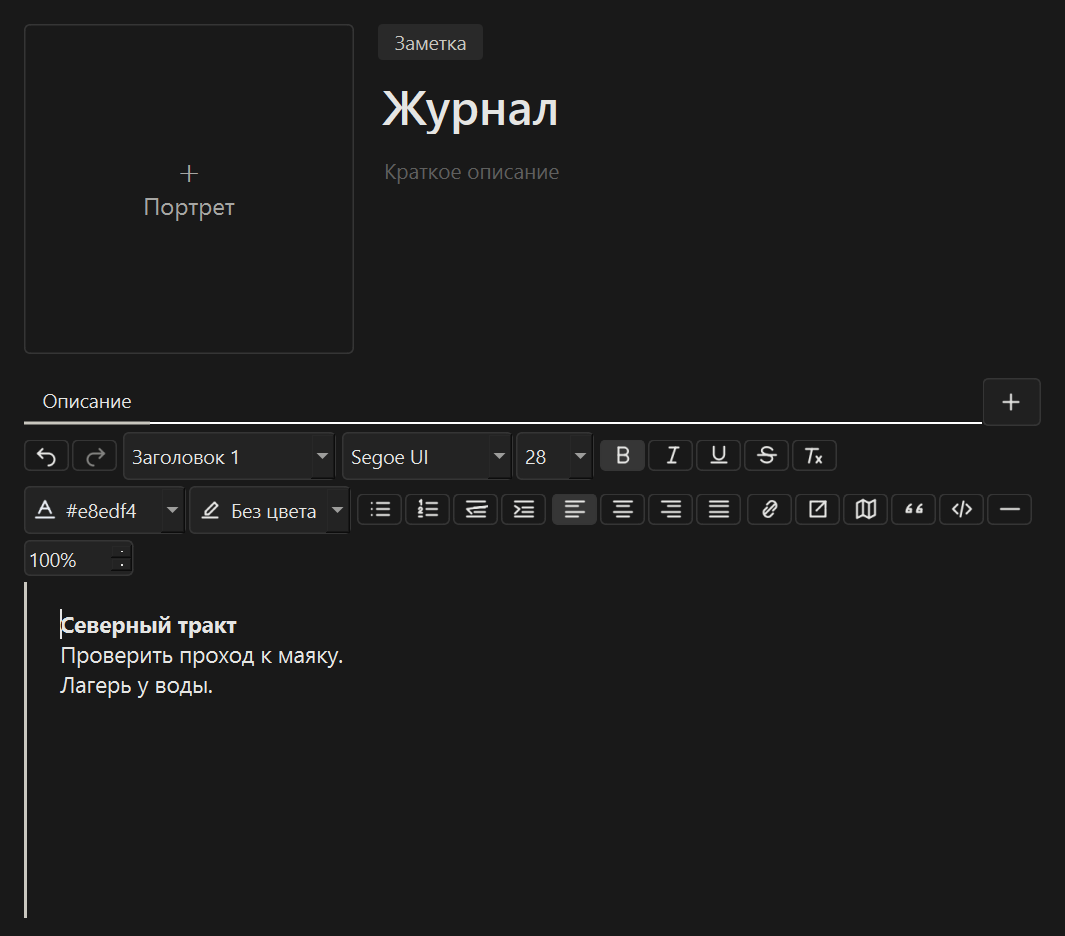 Заметка
Журнал
Краткое описание
+
Портрет
Описание
+
Заголовок 1
Segoe UI
28
B I U S Tx
A #e8edf4
Без цвета
100%
Северный тракт
Проверить проход к маяку.
Лагерь у воды.